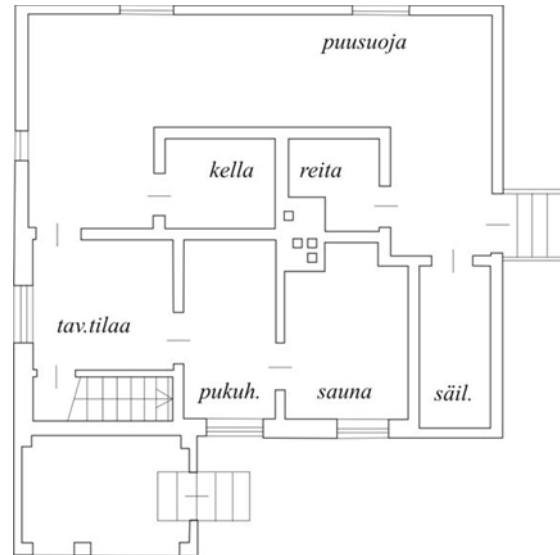 puusuoja
kella
reita
tav.tilaa
pukuh.
sauna
säil.